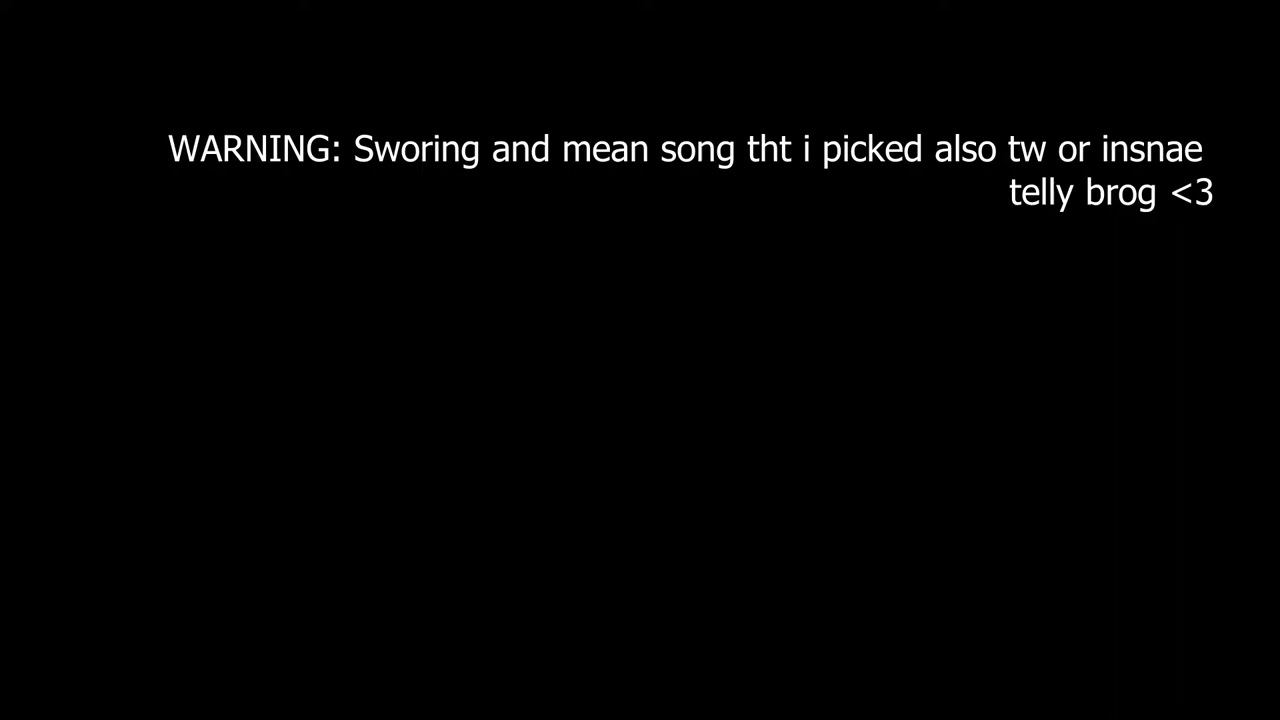 WARNING: Sworing and mean song tht i picked also tw or insnae
telly brog <3